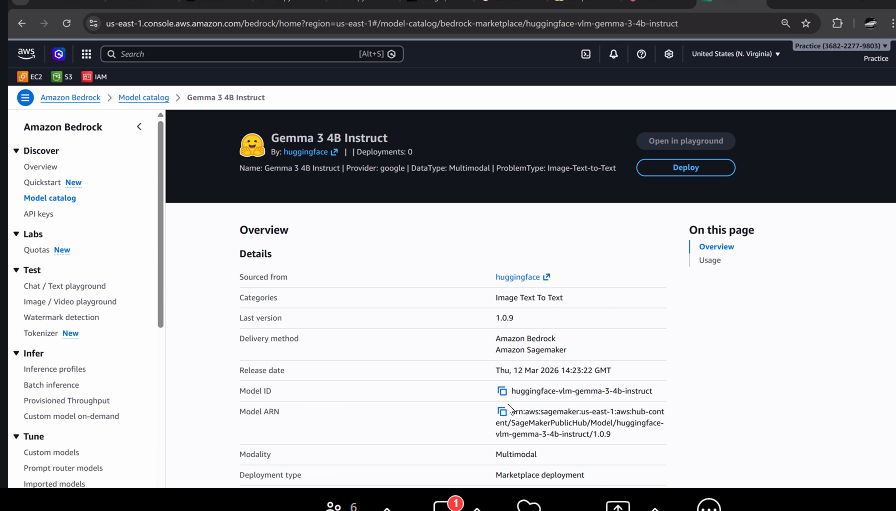 us-east-1.console.aws.amazon.com/bedrock/home?region=us-east-1#/model-catalog/bedrock-marketplace/huggingface-vlm-gemma-3-4b-instruct
aws
Search
[Alt+S]
United States (N. Virginia)
Practice (3682-2277-9803)
Practice
EC2
S3
IAM
Amazon Bedrock
Model catalog
Gemma 3 4B Instruct
Amazon Bedrock
Discover
Overview
Quickstart New
Model catalog
API keys
Labs
Quotas New
Test
Chat / Text playground
Image / Video playground
Watermark detection
Tokenizer New
Infer
Inference profiles
Batch inference
Provisioned Throughput
Custom model on-demand
Tune
Custom models
Prompt router models
Imported models
Gemma 3 4B Instruct
By: huggingface | | Deployments: 0
Name: Gemma 3 4B Instruct | Provider: google | DataType: Multimodal | ProblemType: Image-Text-to-Text
Open in playground
Deploy
Overview
Details
Sourced from
huggingface
Categories
Image Text To Text
Last version
1.0.9
Delivery method
Amazon Bedrock
Amazon Sagemaker
Release date
Thu, 12 Mar 2026 14:23:22 GMT
Model ID
huggingface-vlm-gemma-3-4b-instruct
Model ARN
arn:aws:sagemaker:us-east-1:aws:hub-cont
ent/SageMakerPublicHub/Model/huggingface-
vlm-gemma-3-4b-instruct/1.0.9
Modality
Multimodal
Deployment type
Marketplace deployment
On this page
Overview
Usage
6
1